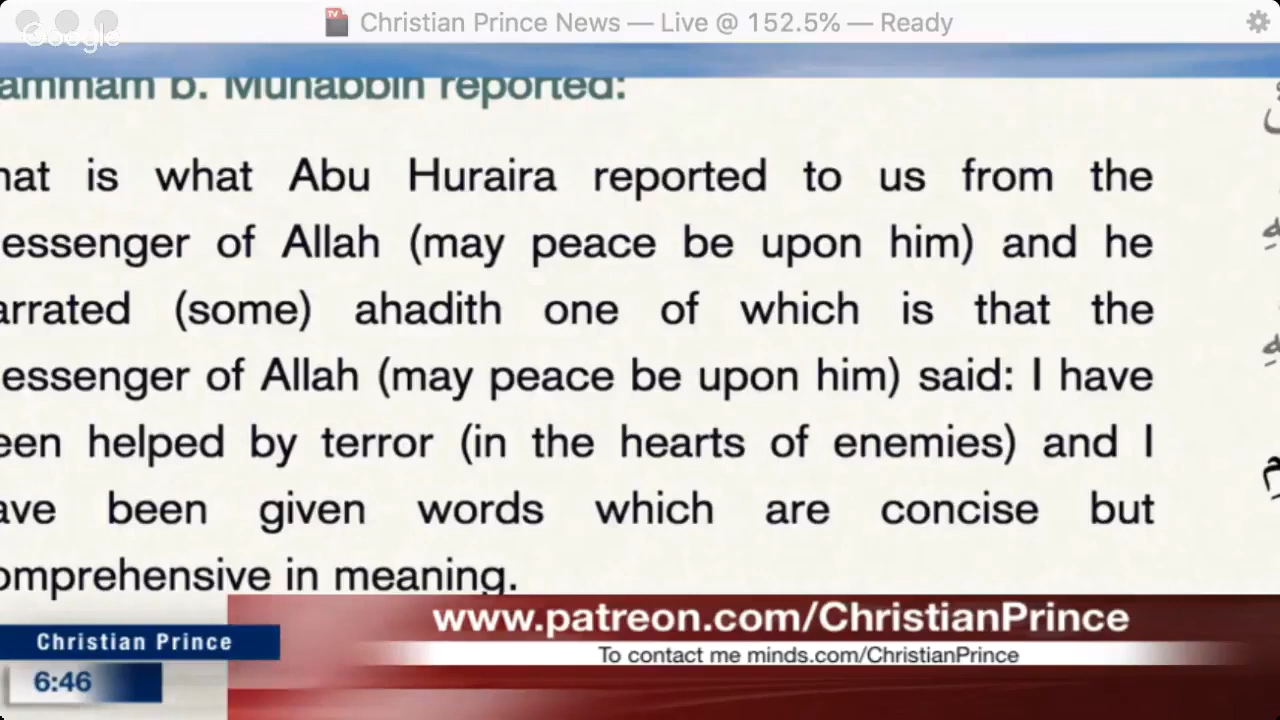 Christian Prince News — Live @ 152.5% — Ready
Google
TV
ammam b. Munabbih reported:
hat is what Abu Huraira reported to us from the
essenger of Allah (may peace be upon him) and he
arrated (some) ahadith one of which is that the
essenger of Allah (may peace be upon him) said: I have
een helped by terror (in the hearts of enemies) and I
ave been given words which are concise but
omprehensive in meaning.
www.patreon.com/ChristianPrince
Christian Prince
To contact me minds.com/ChristianPrince
6:46